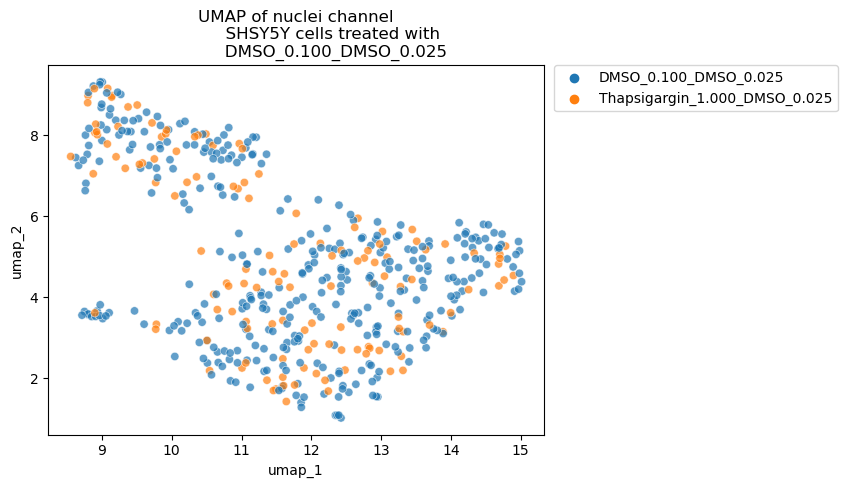 UMAP of nuclei channel
SHSY5Y cells treated with
DMSO_0.100_DMSO_0.025
DMSO_0.100_DMSO_0.025
Thapsigargin_1.000_DMSO_0.025
umap_2
8
6
4
2
9 10 11 12 13 14 15
umap_1